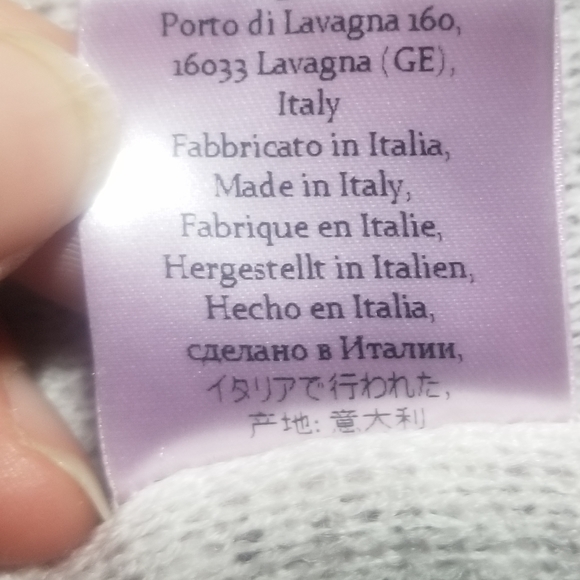 Porto di Lavagna 160,
16033 Lavagna (GE),
Italy
Fabbricato in Italia,
Made in Italy,
Fabrique en Italie,
Hergestellt in Italien,
Hecho en Italia,
сделано в Италии,
イタリアで行われた,
产地: 意大利